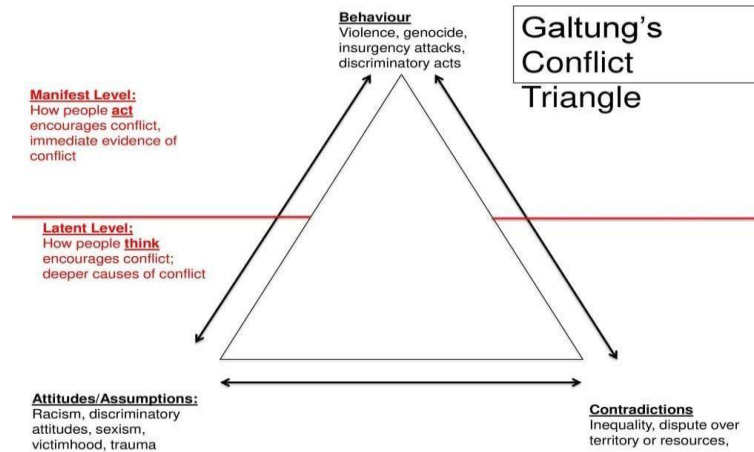 Behaviour
Violence, genocide,
insurgency attacks,
discriminatory acts
Galtung's
Conflict
Triangle
Manifest Level:
How people act
encourages conflict,
immediate evidence of
conflict
Latent Level;
How people think
encourages conflict;
deeper causes of conflict
Attitudes/Assumptions:
Racism, discriminatory
attitudes, sexism,
victimhood, trauma
Contradictions
Inequality, dispute over
territory or resources,